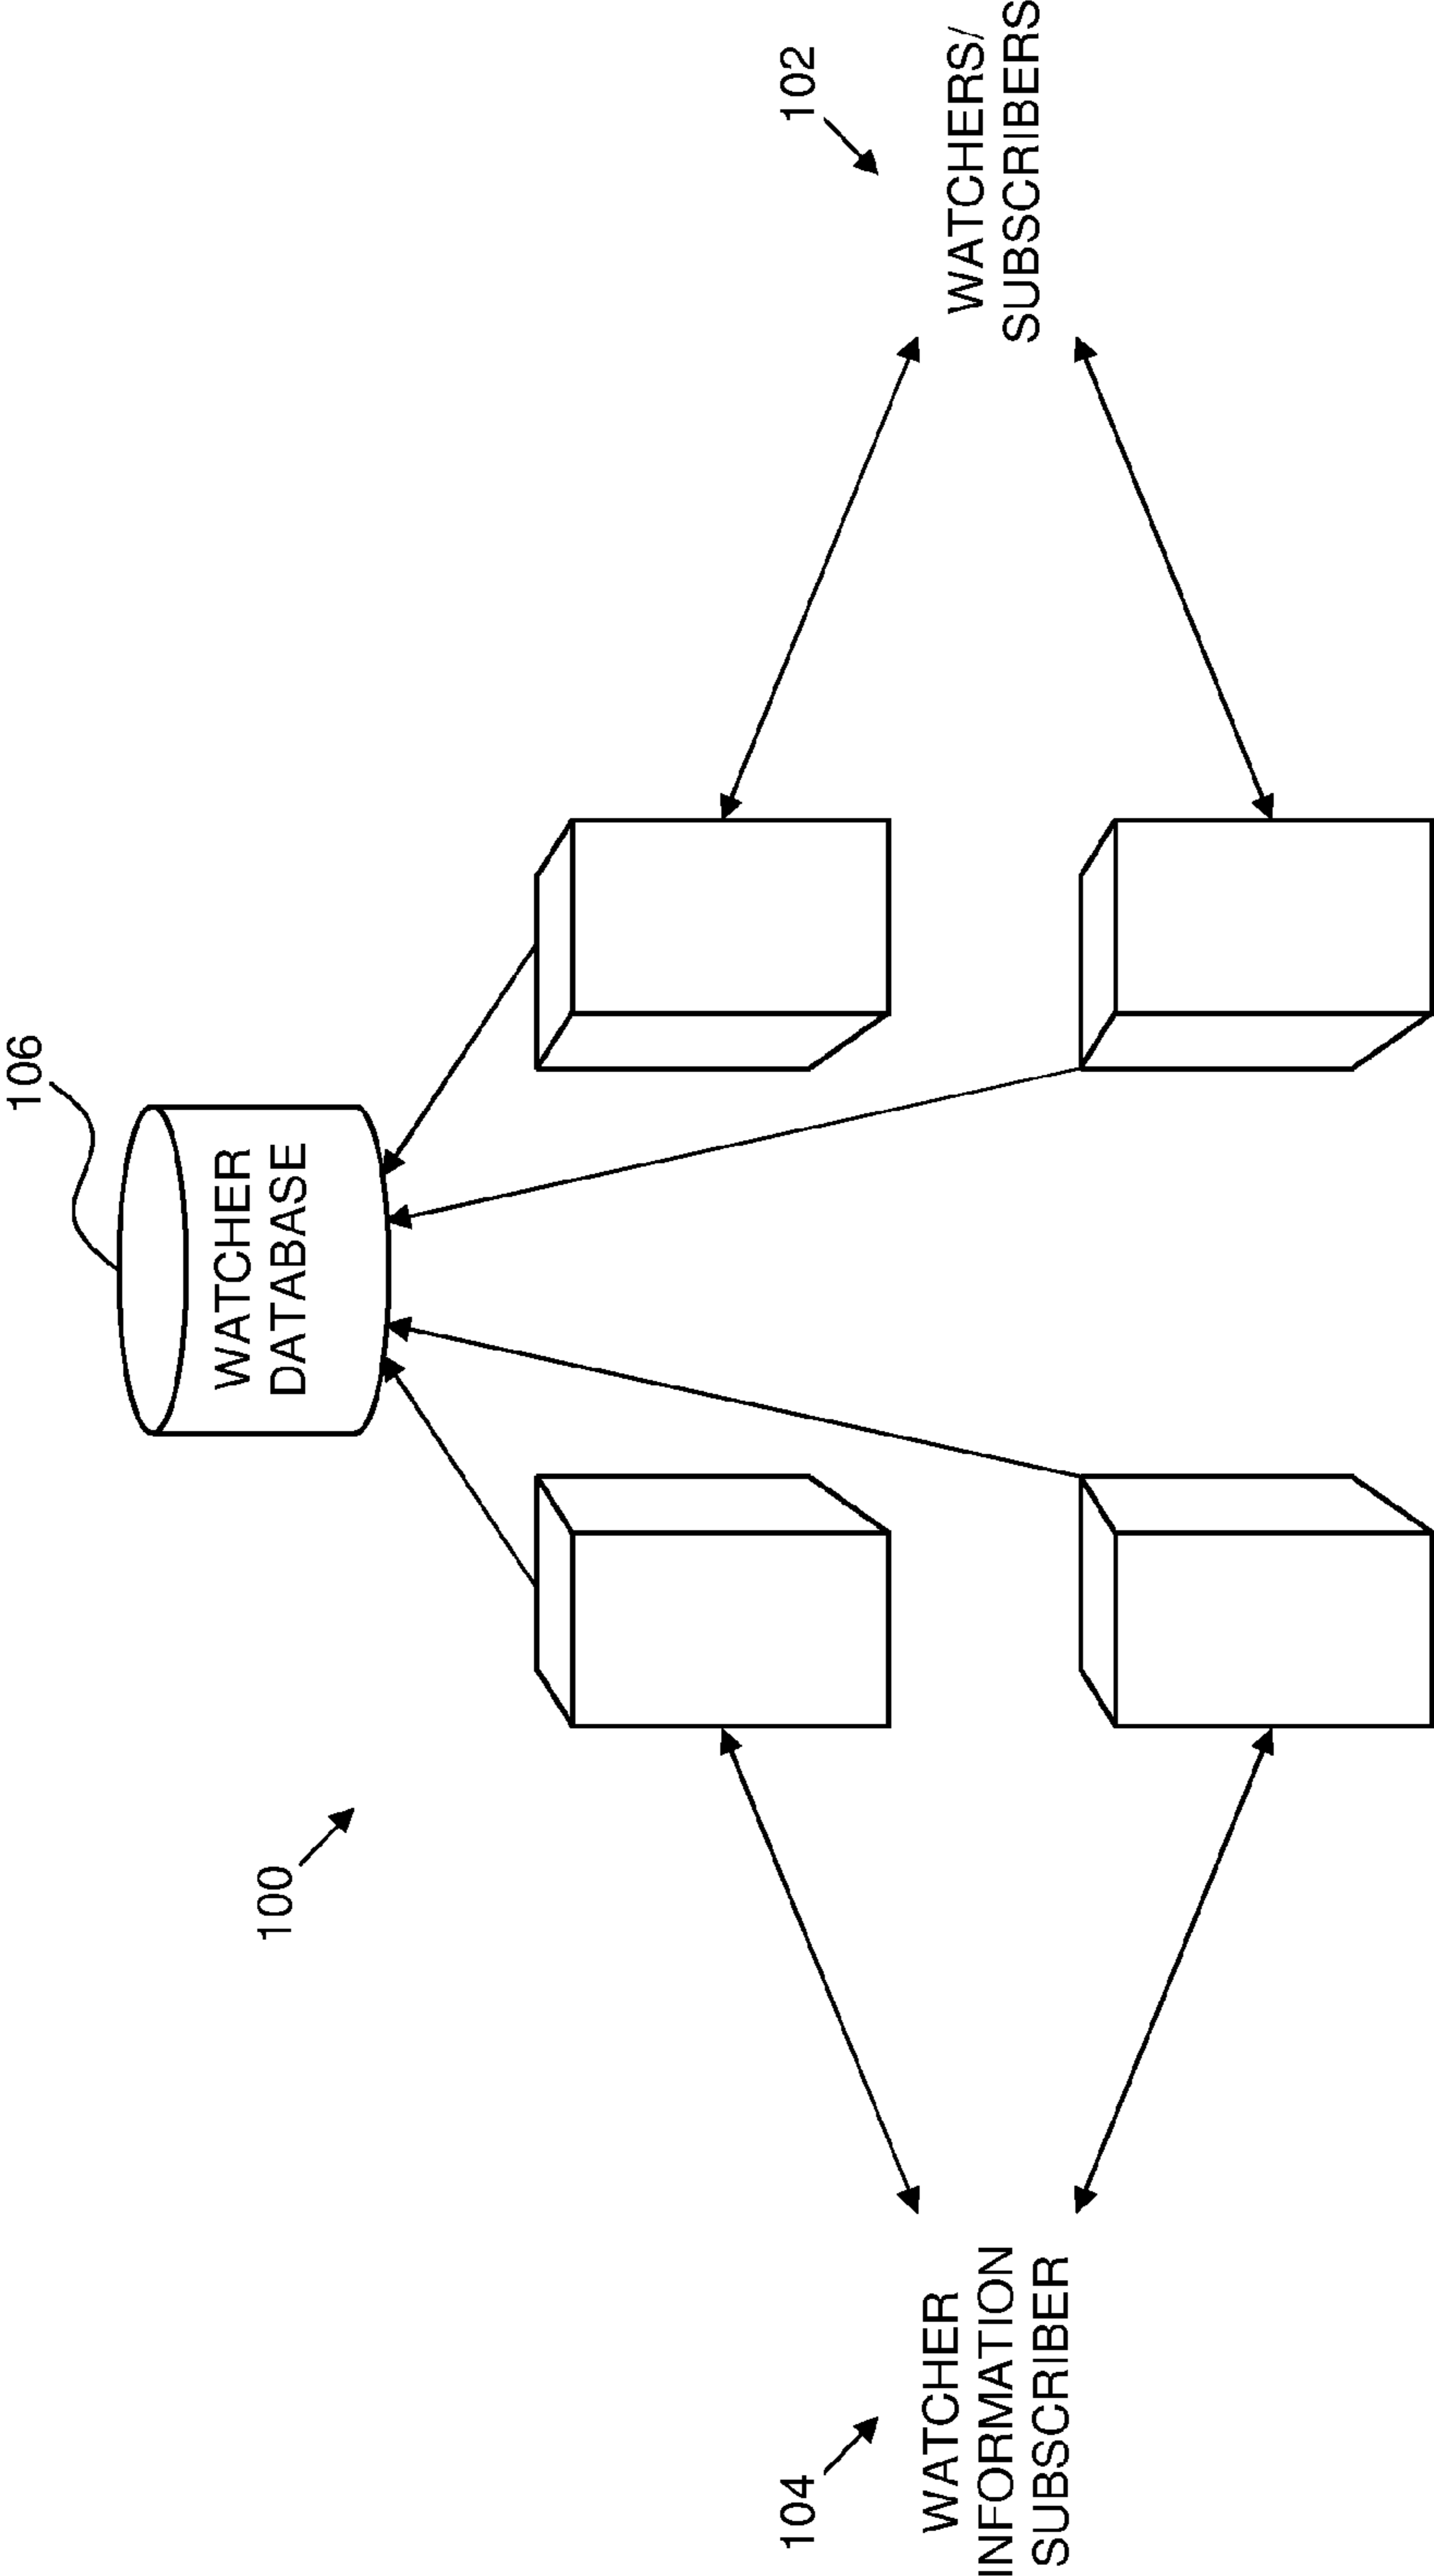 106
WATCHER
DATABASE
100
102
WATCHERS/
SUBSCRIBERS
104
WATCHER
INFORMATION
SUBSCRIBER